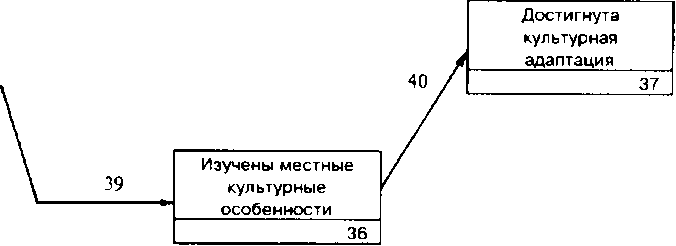 Достигнута
культурная
адаптация
37
40
39
Изучены местные
культурные
особенности
36